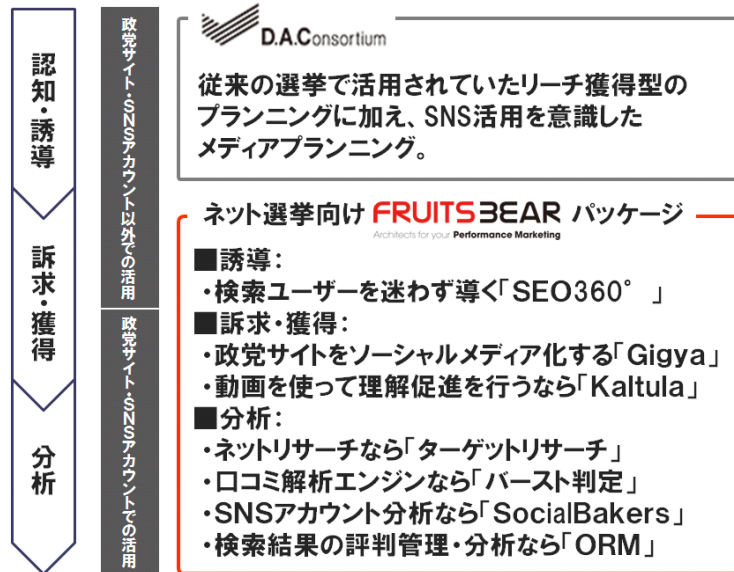 認知・誘導
訴求・獲得
分析
政党サイト・SNSアカウント以外での活用
政党サイト・SNSアカウントでの活用
D.A.Consortium
従来の選挙で活用されていたリーチ獲得型の
プランニングに加え、SNS活用を意識した
メディアプランニング。
ネット選挙向け FRUITS BEAR パッケージ
Architects for your Performance Marketing
■誘導：
・検索ユーザーを迷わず導く「SEO360°」
■訴求・獲得：
・政党サイトをソーシャルメディア化する「Gigya」
・動画を使って理解促進を行うなら「Kaltula」
■分析：
・ネットリサーチなら「ターゲットリサーチ」
・口コミ解析エンジンなら「バースト判定」
・SNSアカウント分析なら「SocialBakers」
・検索結果の評判管理・分析なら「ORM」